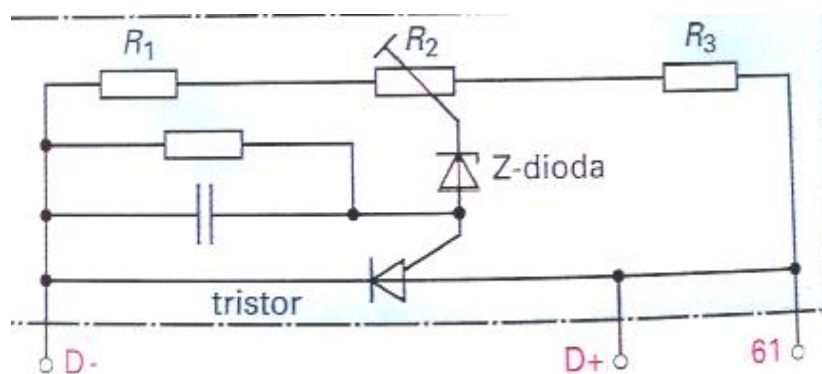 R1
R2
R3
Z-dioda
tristor
D-
D+
61